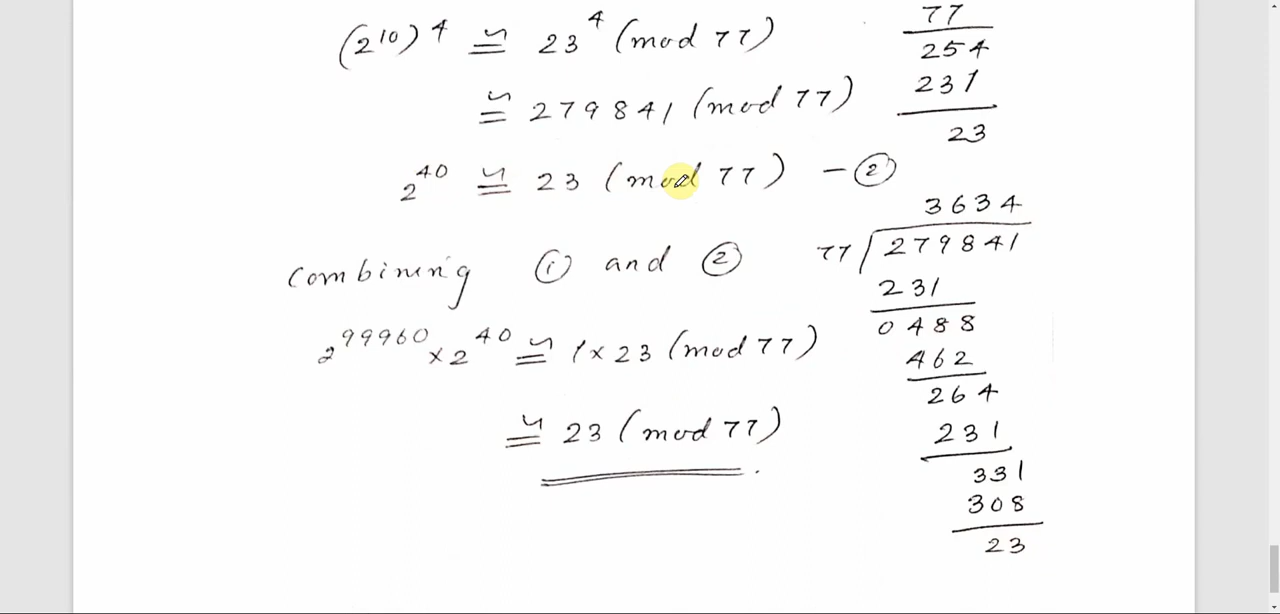 (2^10)^4 ≅ 23^4 (mod 77)
≅ 279841 (mod 77)
2^40 ≅ 23 (mod 77) — ②
Combining ① and ②
2^99960 × 2^40 ≅ 1 × 23 (mod 77)
≅ 23 (mod 77)
77
254
231
23
3634
77 / 279841
231
0488
462
264
231
331
308
23